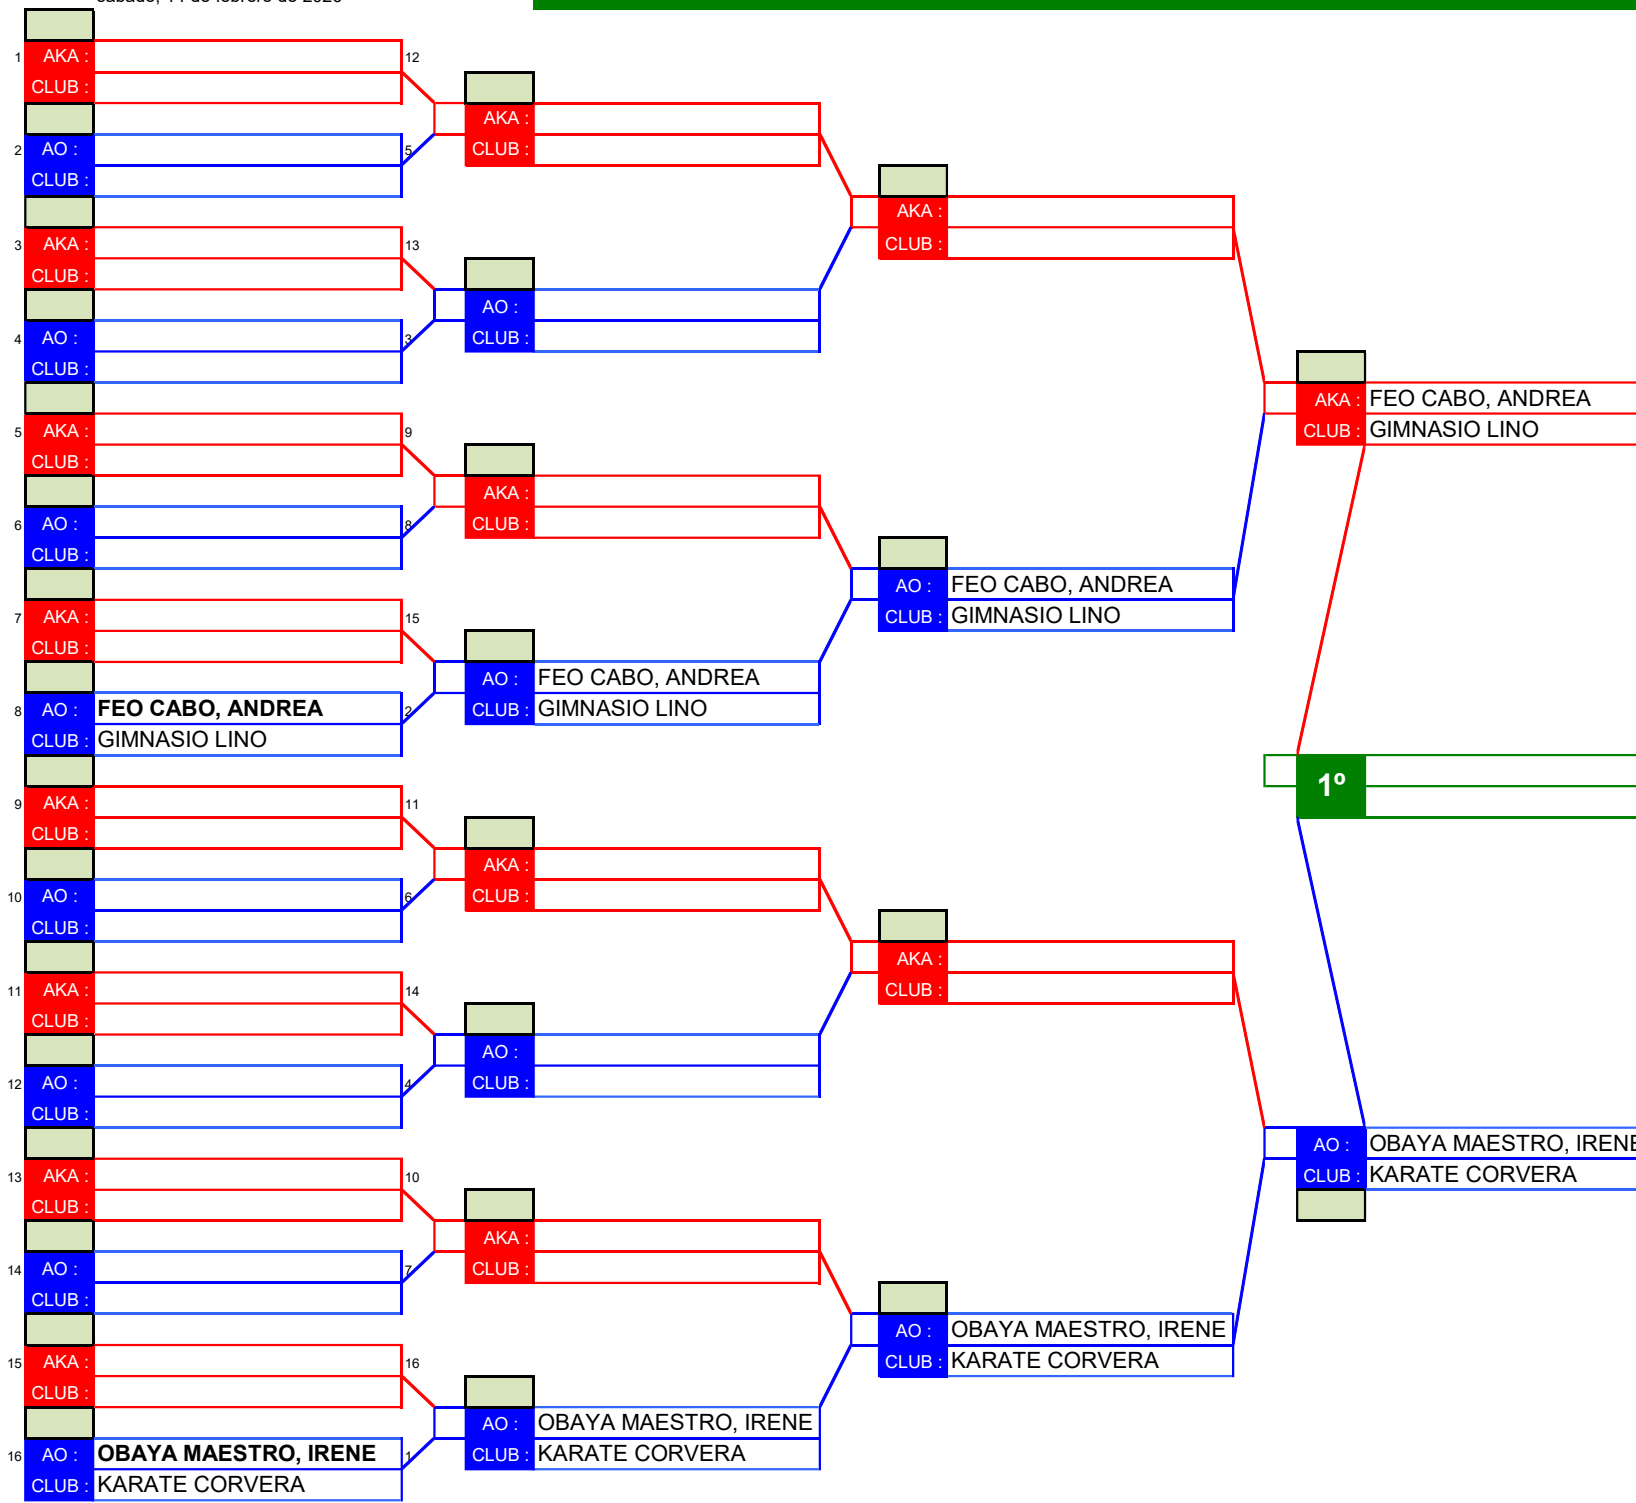 sábado, de febrero de
1 AKA : 12
CLUB :
2 AO : 5
CLUB :
3 AKA : 13
CLUB :
4 AO : 3
CLUB :
5 AKA : 9
CLUB :
6 AO : 8
CLUB :
7 AKA : 15
CLUB :
8 AO : FEO CABO, ANDREA 2
CLUB : GIMNASIO LINO
9 AKA : 11
CLUB :
10 AO : 6
CLUB :
11 AKA : 14
CLUB :
12 AO : 4
CLUB :
13 AKA : 10
CLUB :
14 AO : 7
CLUB :
15 AKA : 16
CLUB :
16 AO : OBAYA MAESTRO, IRENE 1
CLUB : KARATE CORVERA
AKA :
CLUB :
AO :
CLUB :
AKA :
CLUB :
AO : FEO CABO, ANDREA
CLUB : GIMNASIO LINO
AKA :
CLUB :
AO :
CLUB :
AKA :
CLUB :
AO : OBAYA MAESTRO, IRENE
CLUB : KARATE CORVERA
AKA :
CLUB :
AO : FEO CABO, ANDREA
CLUB : GIMNASIO LINO
AKA :
CLUB :
AO : OBAYA MAESTRO, IRENE
CLUB : KARATE CORVERA
AKA : FEO CABO, ANDREA
CLUB : GIMNASIO LINO
1º
AO : OBAYA MAESTRO, IRENE
CLUB : KARATE CORVERA